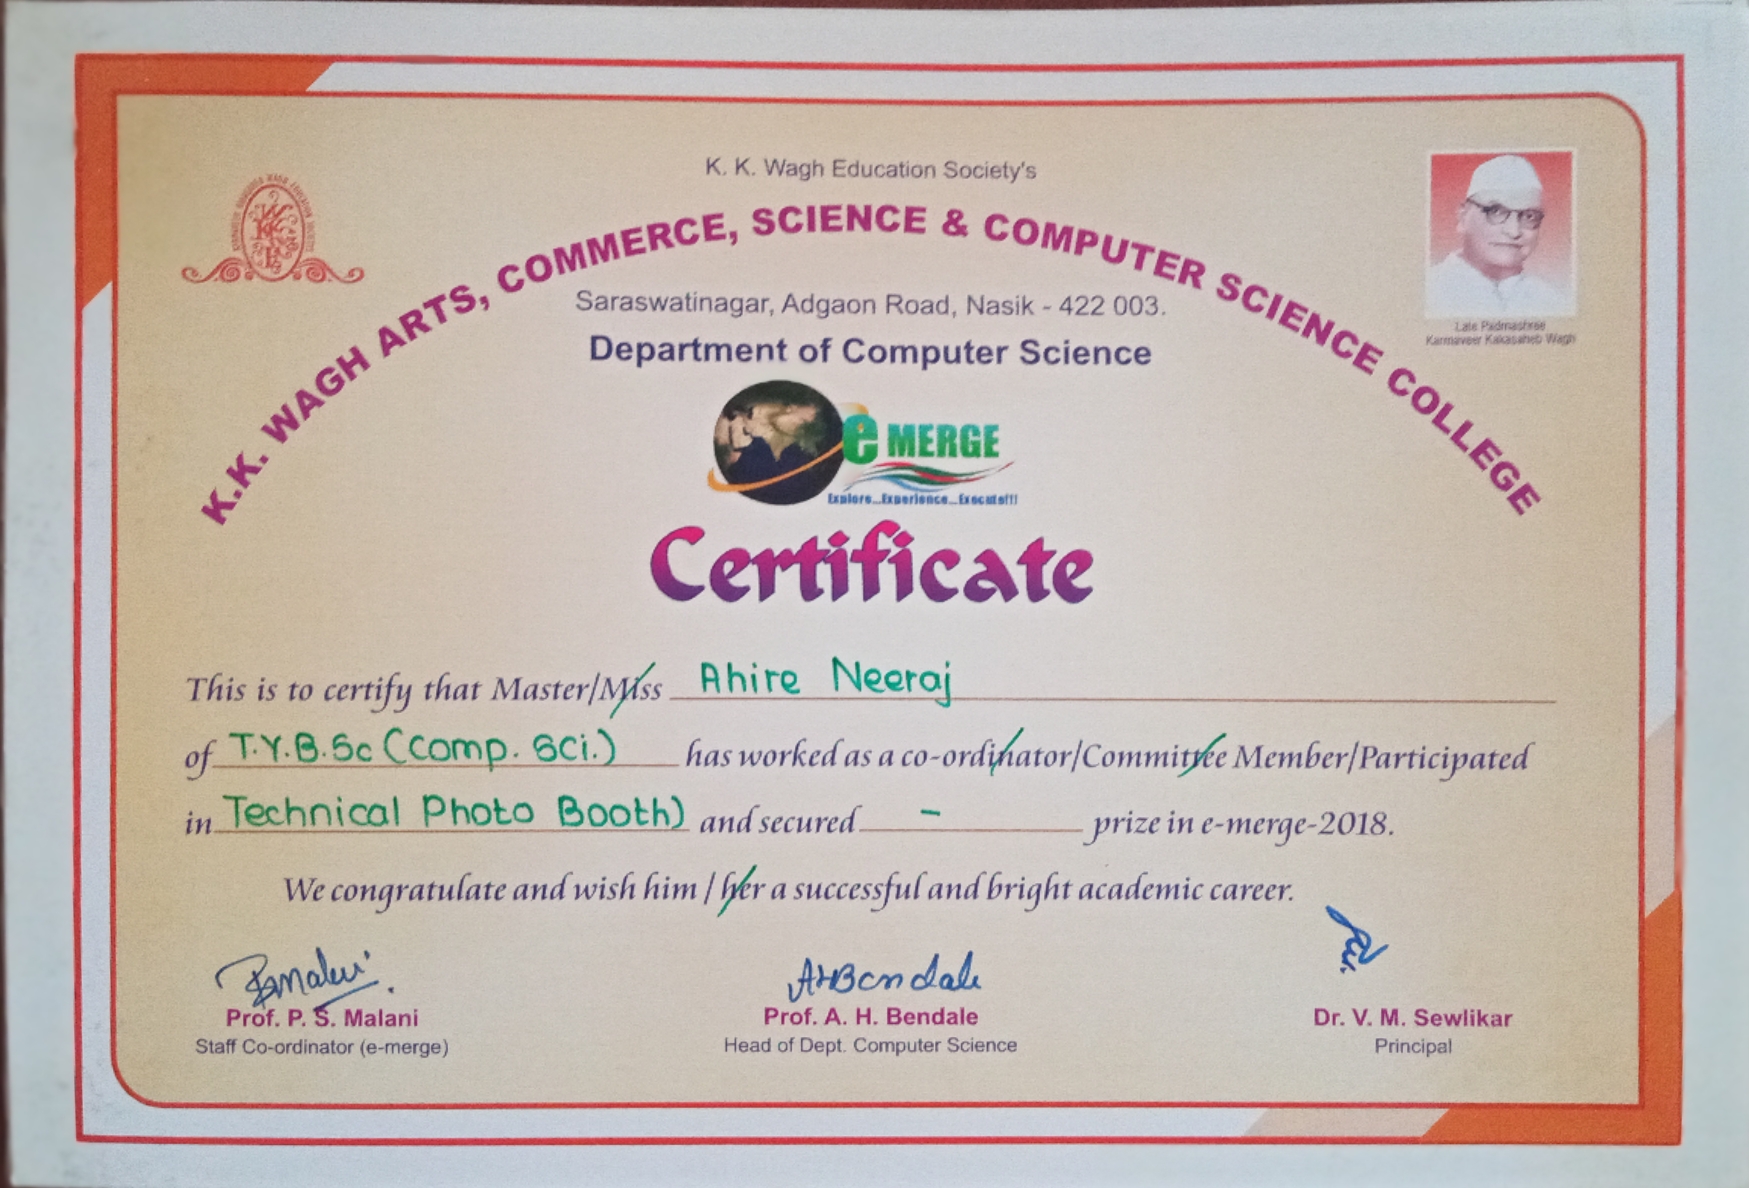 K. K. Wagh Education Society's
K.K. WAGH ARTS, COMMERCE, SCIENCE & COMPUTER SCIENCE COLLEGE
Saraswatinagar, Adgaon Road, Nasik - 422 003.
Department of Computer Science
Late Padmashree
Karmaveer Kakasaheb Wagh
e MERGE
Explore...Experience...Execute!!!
Certificate
This is to certify that Master/Miss Ahire Neeraj
of T.Y.B.Sc (Comp. Sci.) has worked as a co-ordinator/Committee Member/Participated
in Technical Photo Booth) and secured - prize in e-merge-2018.
We congratulate and wish him / her a successful and bright academic career.
Prof. P. S. Malani
Staff Co-ordinator (e-merge)
AHBendale
Prof. A. H. Bendale
Head of Dept. Computer Science
Dr. V. M. Sewlikar
Principal